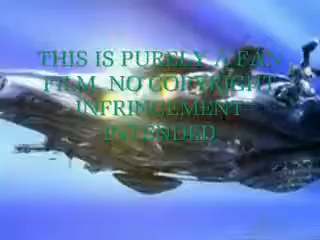 THIS IS PURELY A FAN
FILM. NO COPYRIGHT
INFRINGEMENT
INTENDED